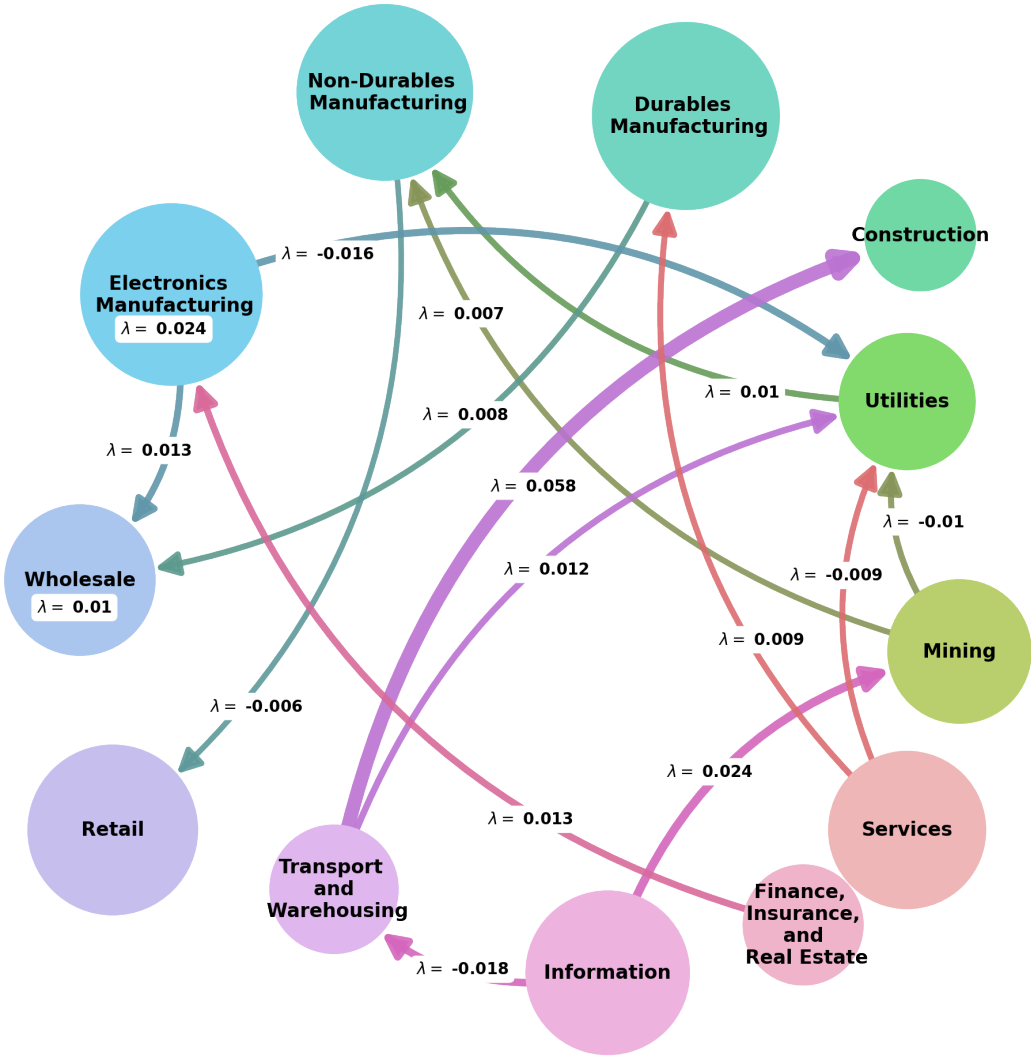 Non-Durables
Manufacturing
Durables
Manufacturing
Construction
λ = -0.016
Electronics
Manufacturing
λ = 0.024
λ = 0.007
λ = 0.01
Utilities
λ = 0.008
λ = 0.013
λ = 0.058
λ = -0.01
λ = 0.012
λ = -0.009
Wholesale
λ = 0.01
λ = 0.009
Mining
λ = -0.006
λ = 0.024
λ = 0.013
Retail
Services
Transport
and
Warehousing
Finance,
Insurance,
and
Real Estate
λ = -0.018
Information